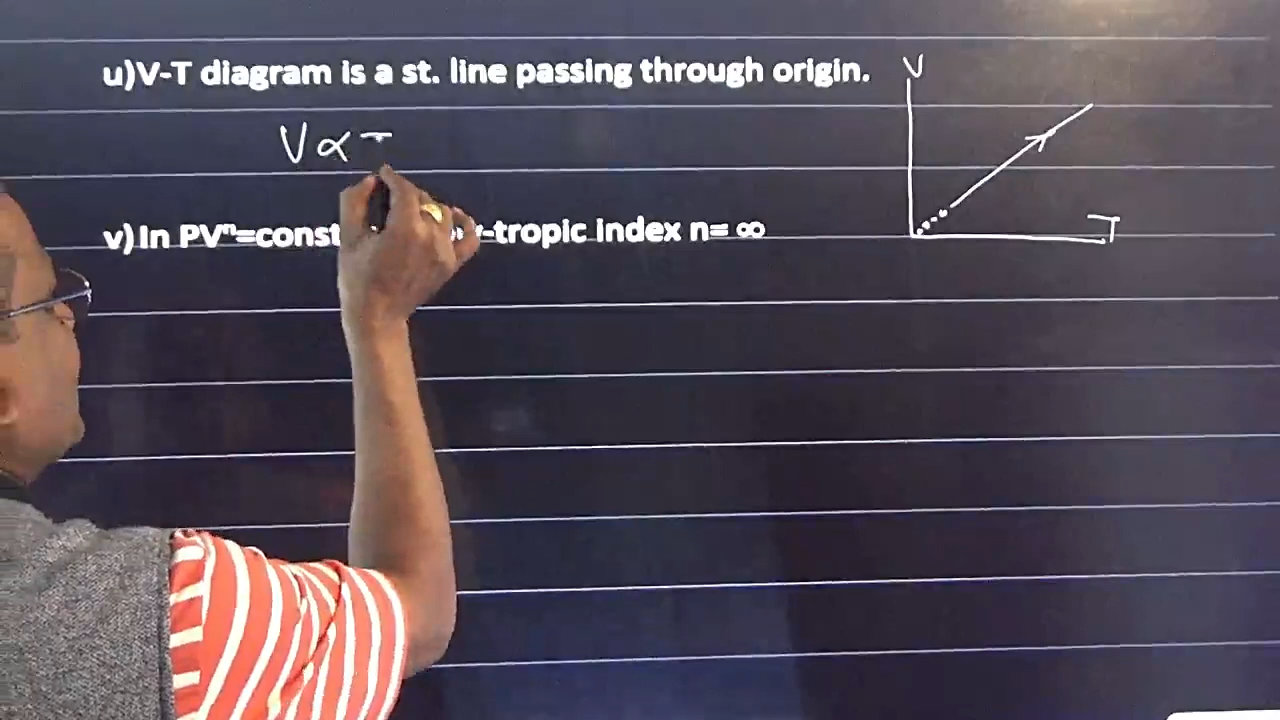 u)V-T diagram is a st. line passing through origin.
V
V ∝ T
v) In PVⁿ=const -tropic index n= ∞
T